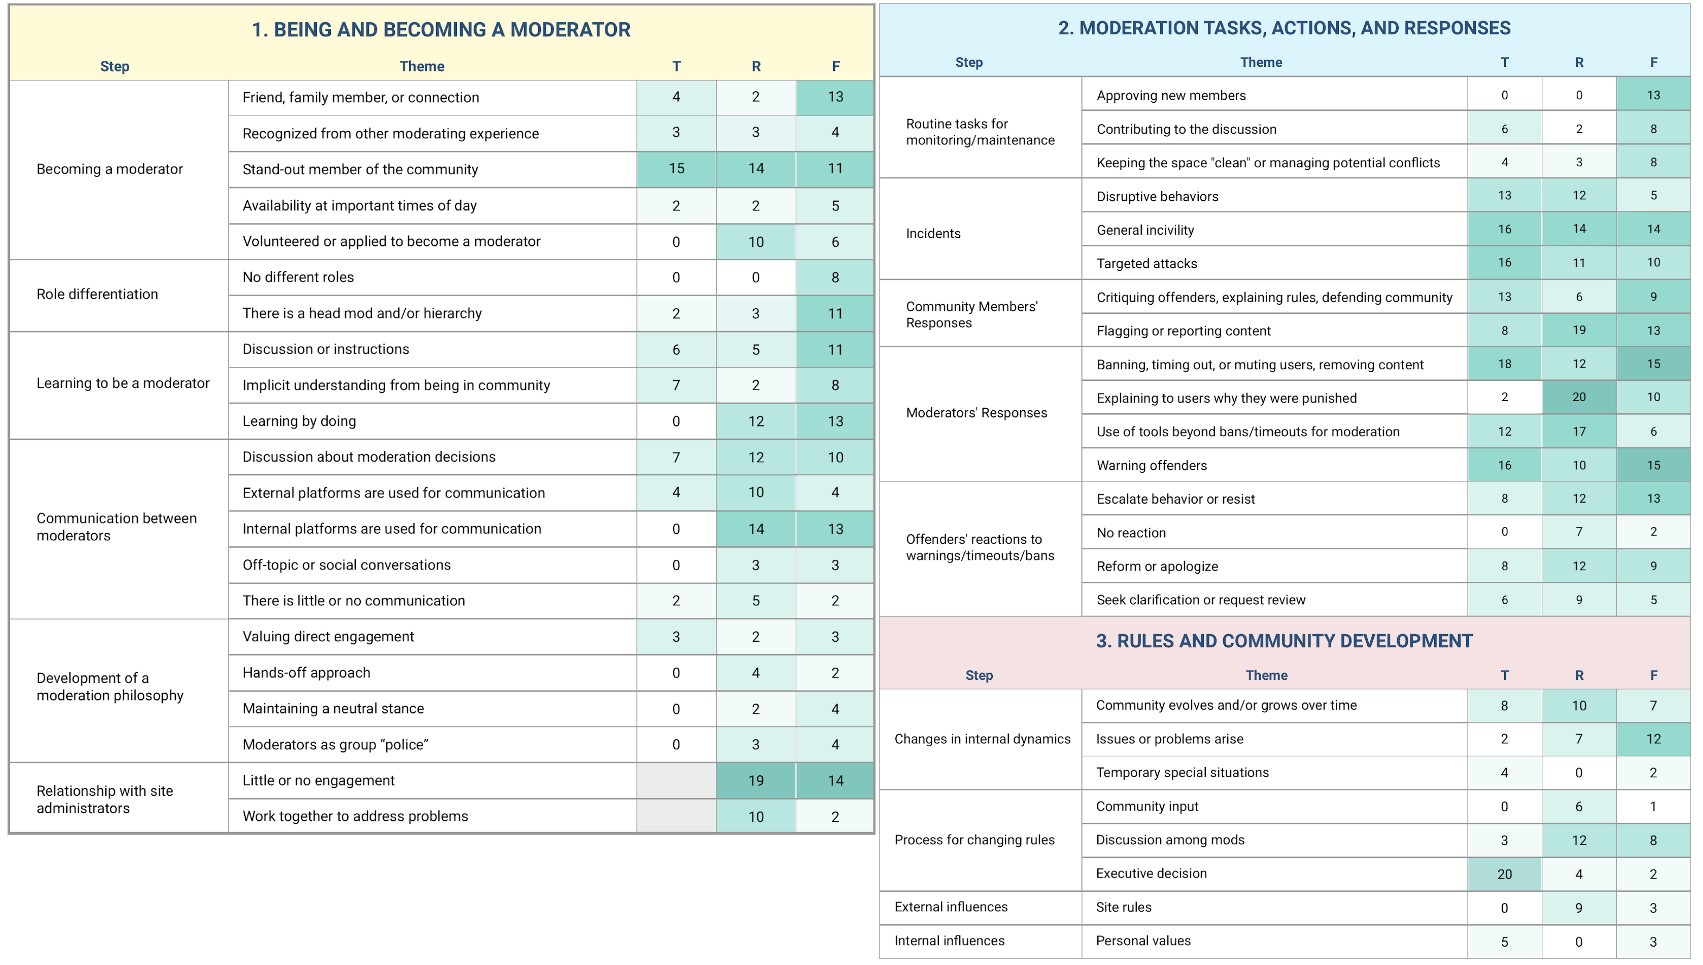 1. BEING AND BECOMING A MODERATOR
Step Theme T R F
Becoming a moderator
Friend, family member, or connection 4 2 13
Recognized from other moderating experience 3 3 4
Stand-out member of the community 15 14 11
Availability at important times of day 2 2 5
Volunteered or applied to become a moderator 0 10 6
Role differentiation
No different roles 0 0 8
There is a head mod and/or hierarchy 2 3 11
Learning to be a moderator
Discussion or instructions 6 5 11
Implicit understanding from being in community 7 2 8
Learning by doing 0 12 13
Communication between
moderators
Discussion about moderation decisions 7 12 10
External platforms are used for communication 4 10 4
Internal platforms are used for communication 0 14 13
Off-topic or social conversations 0 3 3
There is little or no communication 2 5 2
Development of a
moderation philosophy
Valuing direct engagement 3 2 3
Hands-off approach 0 4 2
Maintaining a neutral stance 0 2 4
Moderators as group “police” 0 3 4
Relationship with site
administrators
Little or no engagement 19 14
Work together to address problems 10 2
2. MODERATION TASKS, ACTIONS, AND RESPONSES
Step Theme T R F
Routine tasks for
monitoring/maintenance
Approving new members 0 0 13
Contributing to the discussion 6 2 8
Keeping the space "clean" or managing potential conflicts 4 3 8
Incidents
Disruptive behaviors 13 12 5
General incivility 16 14 14
Targeted attacks 16 11 10
Community Members'
Responses
Critiquing offenders, explaining rules, defending community 13 6 9
Flagging or reporting content 8 19 13
Moderators' Responses
Banning, timing out, or muting users, removing content 18 12 15
Explaining to users why they were punished 2 20 10
Use of tools beyond bans/timeouts for moderation 12 17 6
Warning offenders 16 10 15
Offenders' reactions to
warnings/timeouts/bans
Escalate behavior or resist 8 12 13
No reaction 0 7 2
Reform or apologize 8 12 9
Seek clarification or request review 6 9 5
3. RULES AND COMMUNITY DEVELOPMENT
Step Theme T R F
Changes in internal dynamics
Community evolves and/or grows over time 8 10 7
Issues or problems arise 2 7 12
Temporary special situations 4 0 2
Process for changing rules
Community input 0 6 1
Discussion among mods 3 12 8
Executive decision 20 4 2
External influences Site rules 0 9 3
Internal influences Personal values 5 0 3